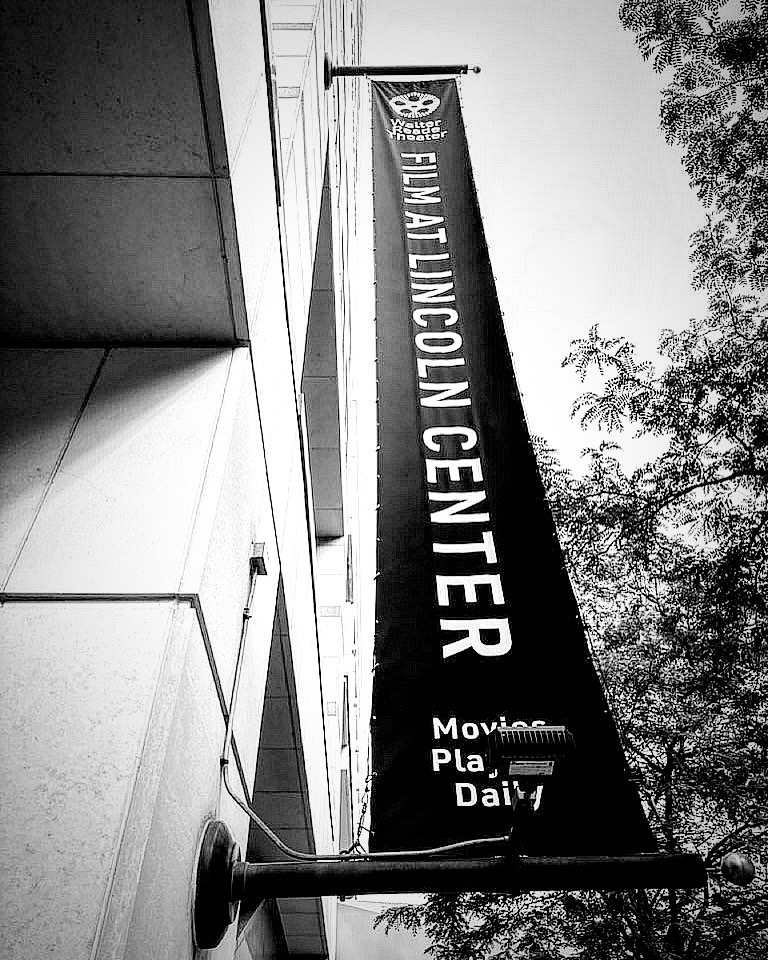 Walter
Reade
Theater
FILM AT LINCOLN CENTER
Movies
Play
Daily